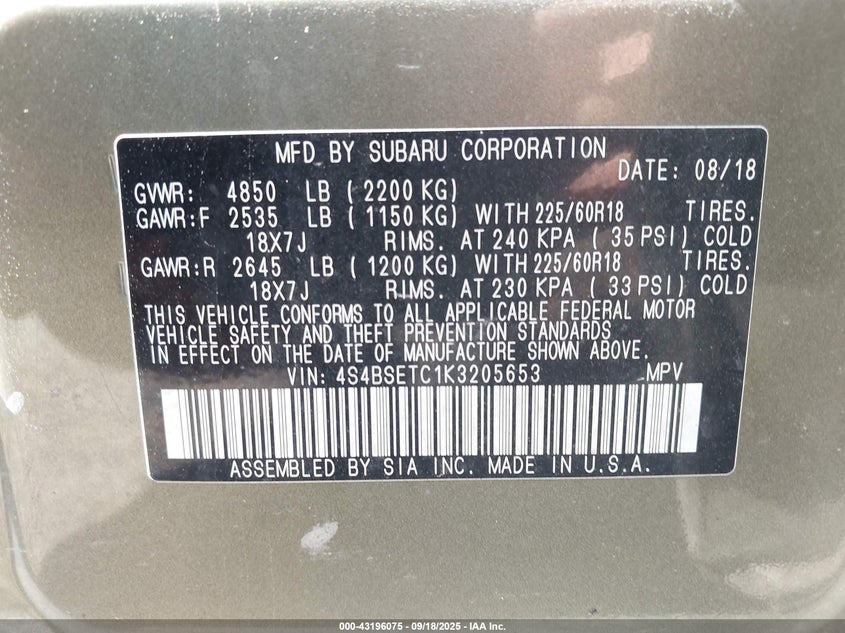 MFD BY SUBARU CORPORATION
DATE: 08/18
GVWR: 4850 LB ( 2200 KG)
GAWR:F 2535 LB ( 1150 KG) WITH 225/60R18 TIRES.
18X7J RIMS. AT 240 KPA ( 35 PSI) COLD
GAWR:R 2645 LB ( 1200 KG) WITH 225/60R18 TIRES.
18X7J RIMS. AT 230 KPA ( 33 PSI) COLD
THIS VEHICLE CONFORMS TO ALL APPLICABLE FEDERAL MOTOR
VEHICLE SAFETY AND THEFT PREVENTION STANDARDS
IN EFFECT ON THE DATE OF MANUFACTURE SHOWN ABOVE.
VIN: 4S4BSETC1K3205653 MPV
ASSEMBLED BY SIA INC. MADE IN U.S.A.
000-43196075 - 09/18/2025 - IAA Inc.